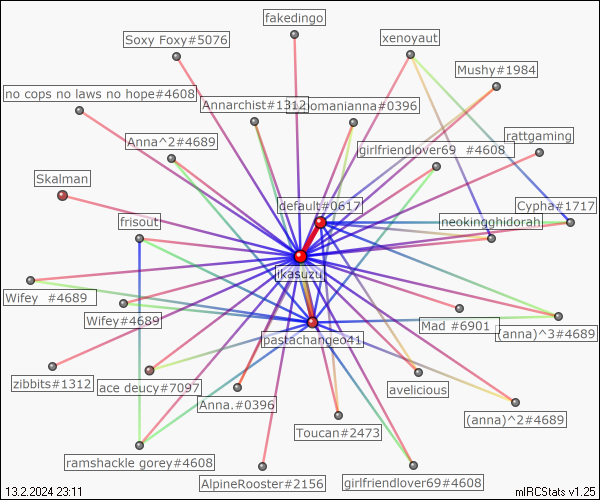 fakedingo
Soxy Foxy#5076
xenoyaut
Mushy#1984
no cops no laws no hope#4608
Annarchist#1312
omanianna#0396
rattgaming
Anna^2#4689
girlfriendlover69 #4608
Skalman
default#0617
Cypha#1717
frisout
neokingghidorah
ikasuzu
Wifey #4689
Wifey#4689
Mad #6901
(anna)^3#4689
pastachangeo41
zibbits#1312
ace deucy#7097
avelicious
Anna.#0396
(anna)^2#4689
Toucan#2473
ramshackle gorey#4608
AlpineRooster#2156
girlfriendlover69#4608
13.2.2024 23:11
mIRCStats v1.25